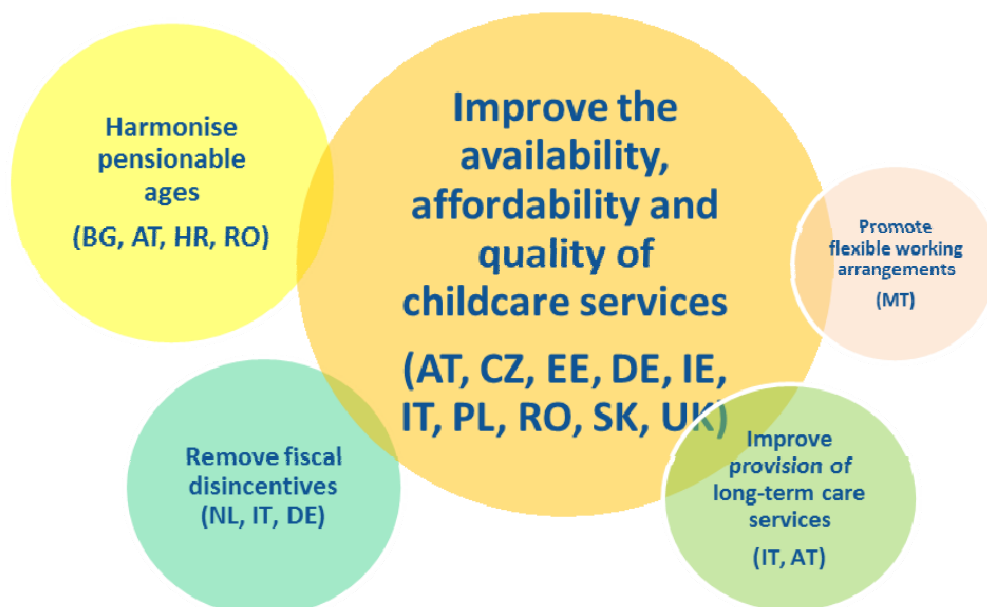 Harmonise
pensionable
ages
(BG, AT, HR, RO)
Improve the
availability,
affordability and
quality of
childcare services
(AT, CZ, EE, DE, IE,
IT, PL, RO, SK, UK)
Promote
flexible working
arrangements
(MT)
Remove fiscal
disincentives
(NL, IT, DE)
Improve
provision of
long-term care
services
(IT, AT)